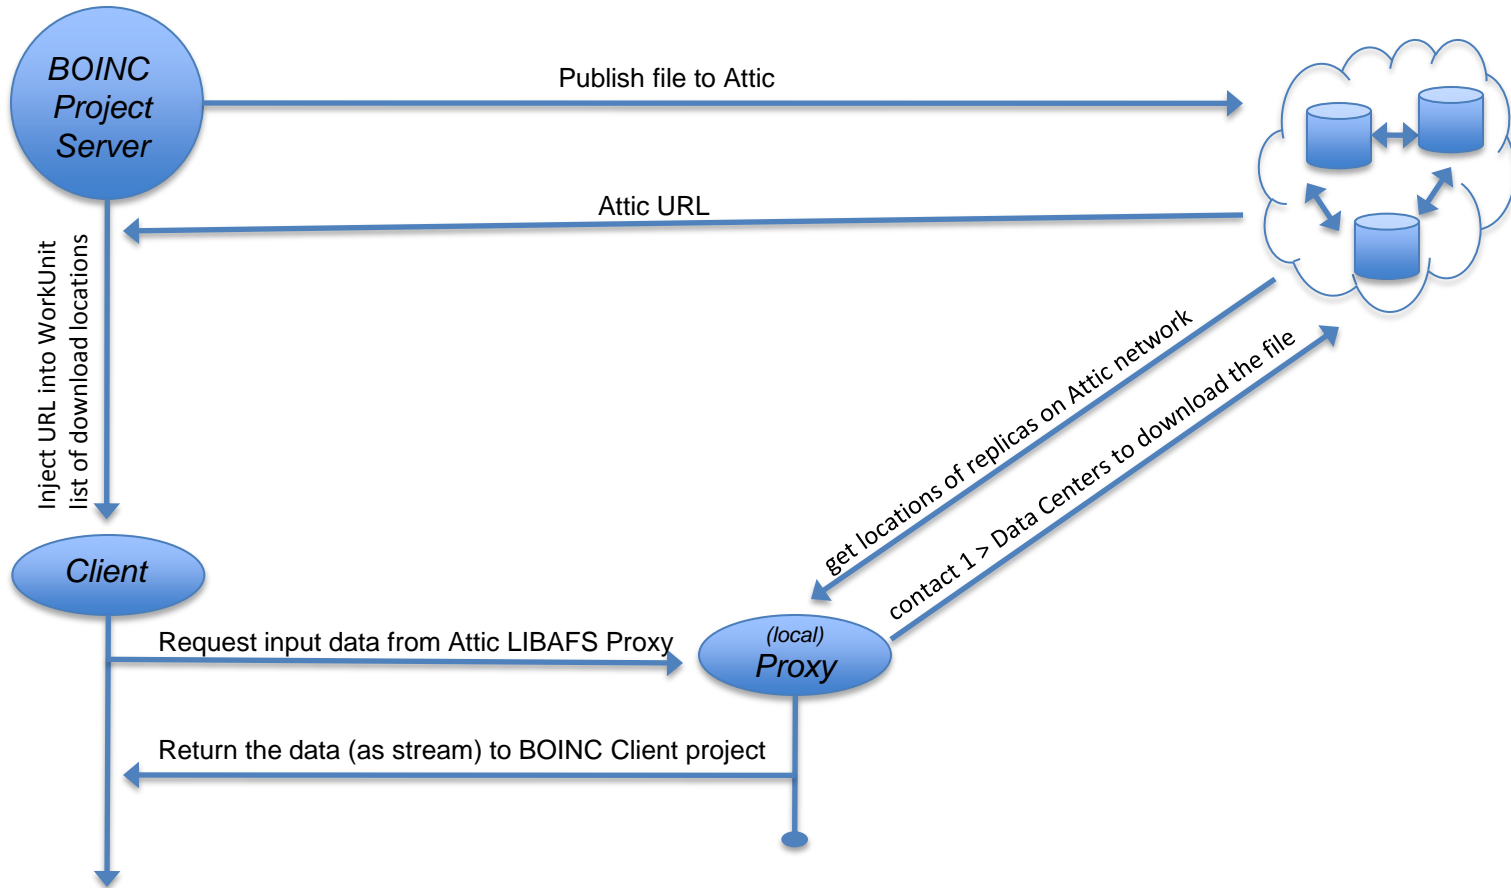 BOINC
Project
Server
Publish file to Attic
Attic URL
Inject URL into WorkUnit
list of download locations
get locations of replicas on Attic network
contact 1 > Data Centers to download the file
Client
Request input data from Attic LIBAFS Proxy
(local)
Proxy
Return the data (as stream) to BOINC Client project